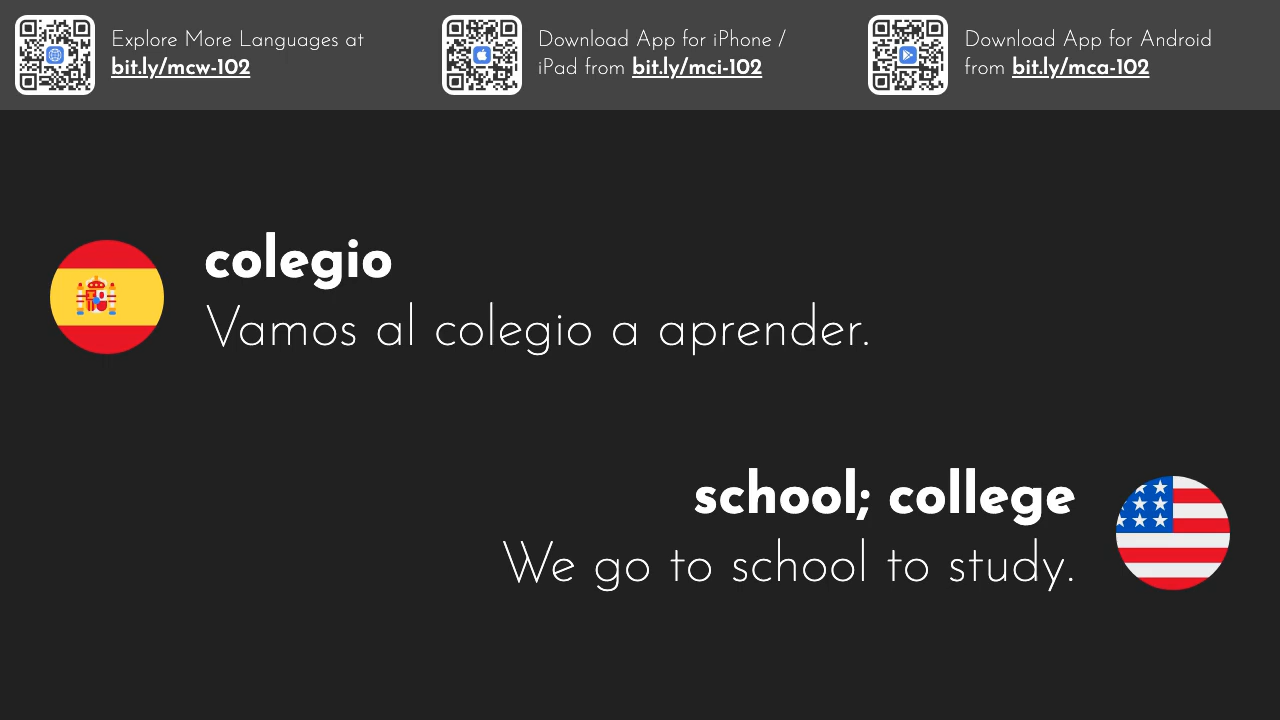 Explore More Languages at
bit.ly/mcw-102
Download App for iPhone /
iPad from bit.ly/mci-102
Download App for Android
from bit.ly/mca-102
colegio
Vamos al colegio a aprender.
school; college
We go to school to study.